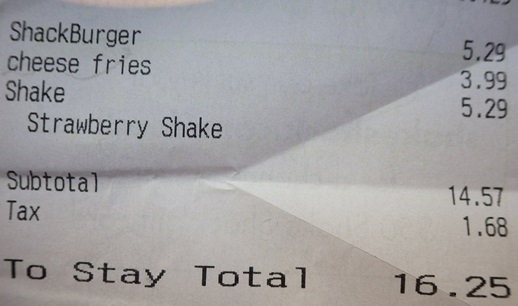 ShackBurger 5.29
cheese fries 3.99
Shake 5.29
Strawberry Shake
Subtotal 14.57
Tax 1.68
To Stay Total 16.25